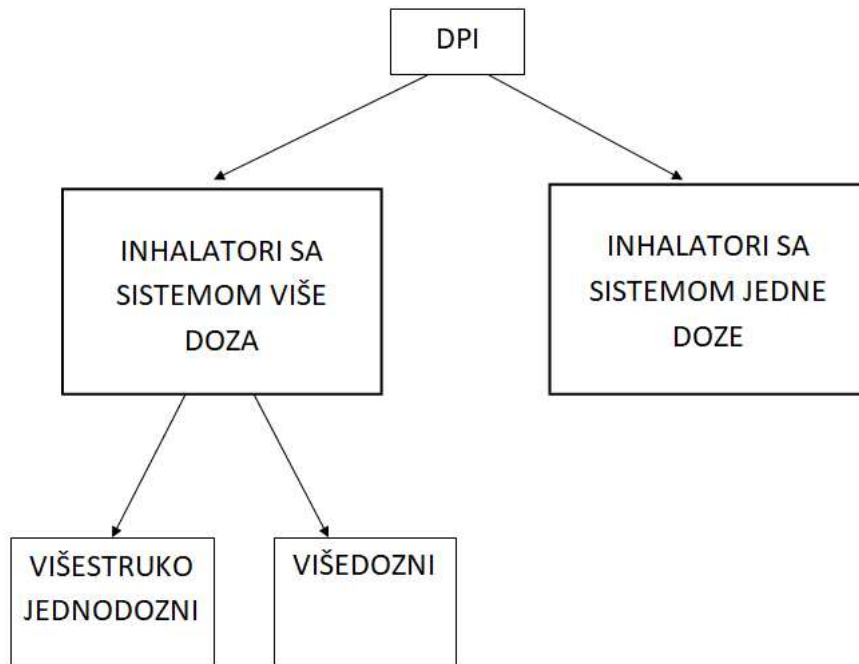 DPI
INHALATORI SA
SISTEMOM VIŠE
DOZA
INHALATORI SA
SISTEMOM JEDNE
DOZE
VIŠESTRUKO
JEDNODOZNI
VIŠEDOZNI